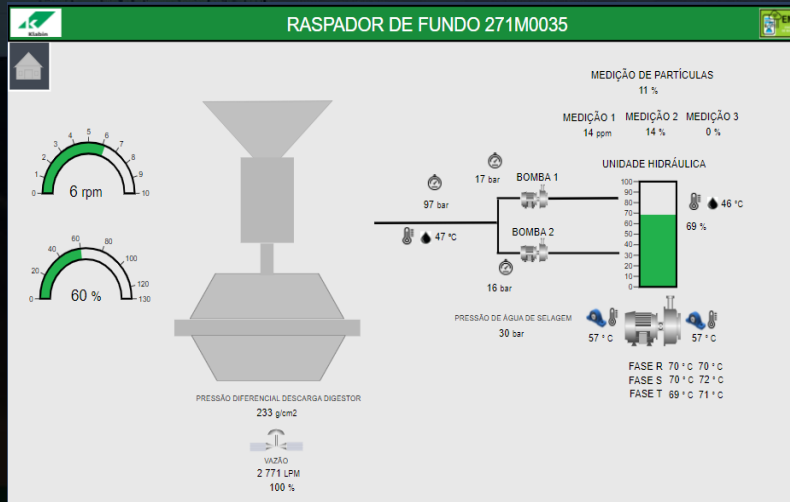 Klabin
RASPADOR DE FUNDO 271M0035
MEDIÇÃO DE PARTÍCULAS
11 %
MEDIÇÃO 1 MEDIÇÃO 2 MEDIÇÃO 3
14 ppm 14 % 0 %
0 1 2 3 4 5 6 7 8 9 10
6 rpm
UNIDADE HIDRÁULICA
17 bar
BOMBA 1
97 bar
100
90
80
70
60
50
40
30
20
10
0
46 °C
69 %
47 °C
BOMBA 2
16 bar
0 20 40 60 80 100 120 130
60 %
PRESSÃO DE ÁGUA DE SELAGEM
30 bar
57 ° C
57 ° C
FASE R 70 ° C 70 ° C
FASE S 70 ° C 72 ° C
FASE T 69 ° C 71 ° C
PRESSÃO DIFERENCIAL DESCARGA DIGESTOR
233 g/cm2
VAZÃO
2 771 LPM
100 %